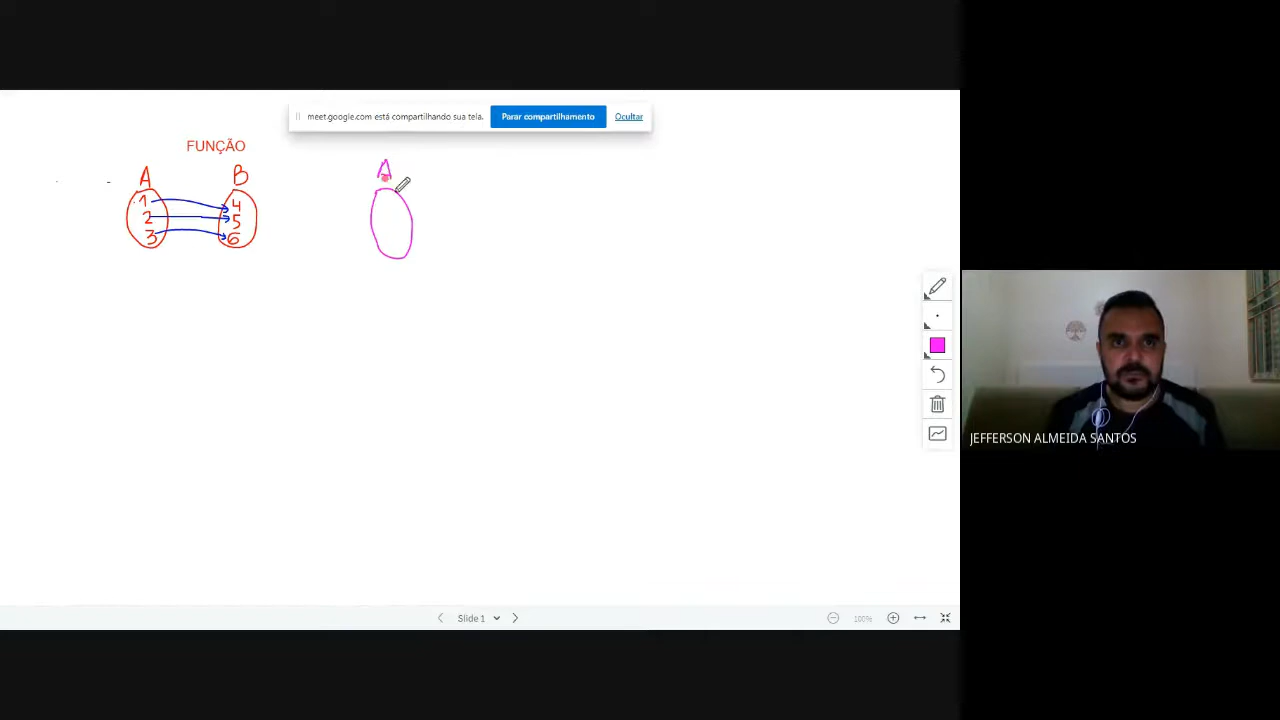 meet.google.com está compartilhando sua tela. Parar compartilhamento Ocultar
FUNÇÃO
A B A
1 4
2 5
3 6
JEFFERSON ALMEIDA SANTOS
Slide 1 100%